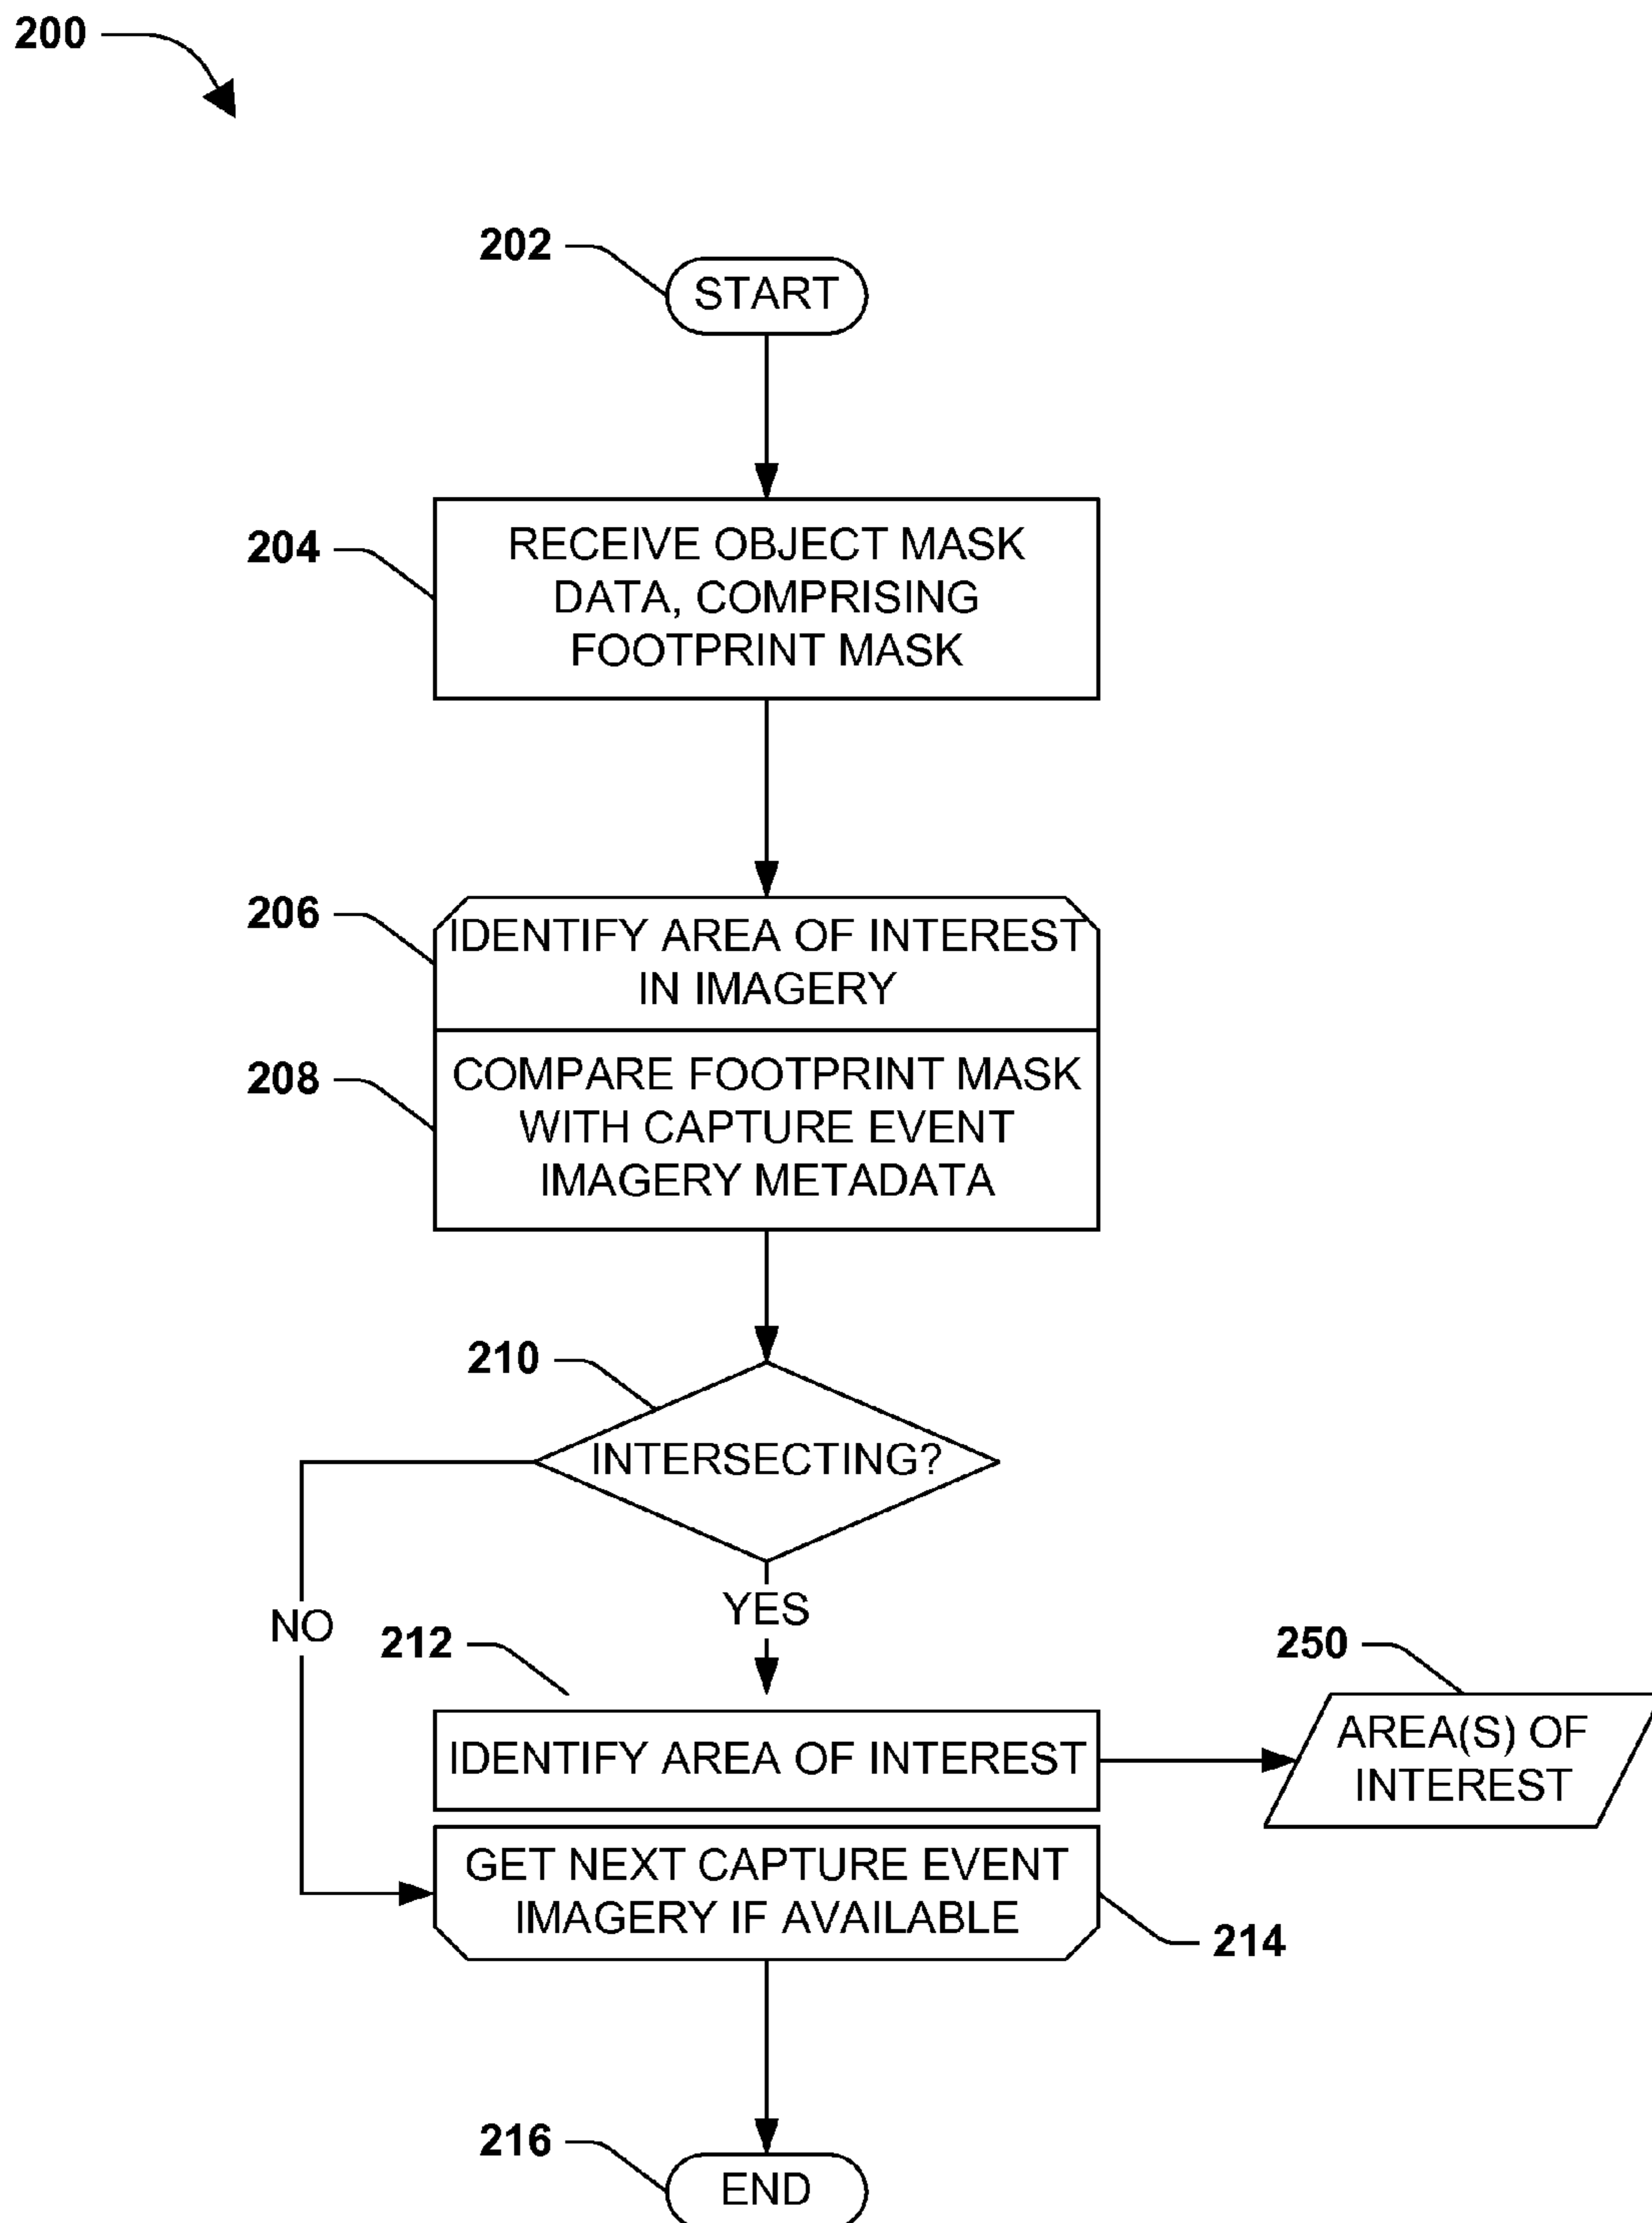 200
202
START
204
RECEIVE OBJECT MASK
DATA, COMPRISING
FOOTPRINT MASK
206
IDENTIFY AREA OF INTEREST
IN IMAGERY
208
COMPARE FOOTPRINT MASK
WITH CAPTURE EVENT
IMAGERY METADATA
210
INTERSECTING?
YES
NO
212
250
IDENTIFY AREA OF INTEREST
AREA(S) OF
INTEREST
GET NEXT CAPTURE EVENT
IMAGERY IF AVAILABLE
214
216
END